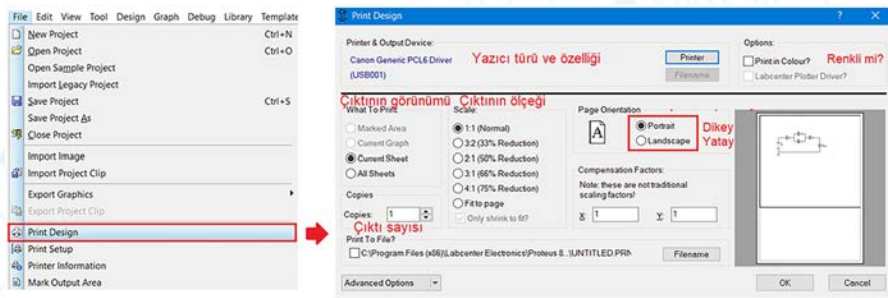 File Edit View Tool Design Graph Debug Library Template
New Project Ctrl+N
Open Project Ctrl+O
Open Sample Project
Import Legacy Project
Save Project Ctrl+S
Save Project As
Close Project
Import Image
Import Project Clip
Export Graphics
Export Project Clip
Print Design
Print Setup
Printer Information
Mark Output Area
Print Design ? X
Printer & Output Device:
Canon Generic PCL6 Driver
(USB001)
Yazıcı türü ve özelliği
Printer
Filename
Options:
Print in Colour? Renkli mi?
Labcenter Plotter Driver?
Çıktının görünümü Çıktının ölçeği
What To Print
Marked Area
Current Graph
Current Sheet
All Sheets
Copies
Copies: 1
Çıktı sayısı
Scale:
1:1 (Normal)
3:2 (33% Reduction)
2:1 (50% Reduction)
3:1 (66% Reduction)
4:1 (75% Reduction)
Fit to page
Only shrink to fit?
Page Orientation
A
Portrait Dikey
Landscape Yatay
Compensation Factors:
Note: these are not traditional
scaling factors!
X: 1 Y: 1
Print To File?
C:\Program Files (x86)\Labcenter Electronics\Proteus 8...\UNTITLED.PRN Filename
Advanced Options OK Cancel